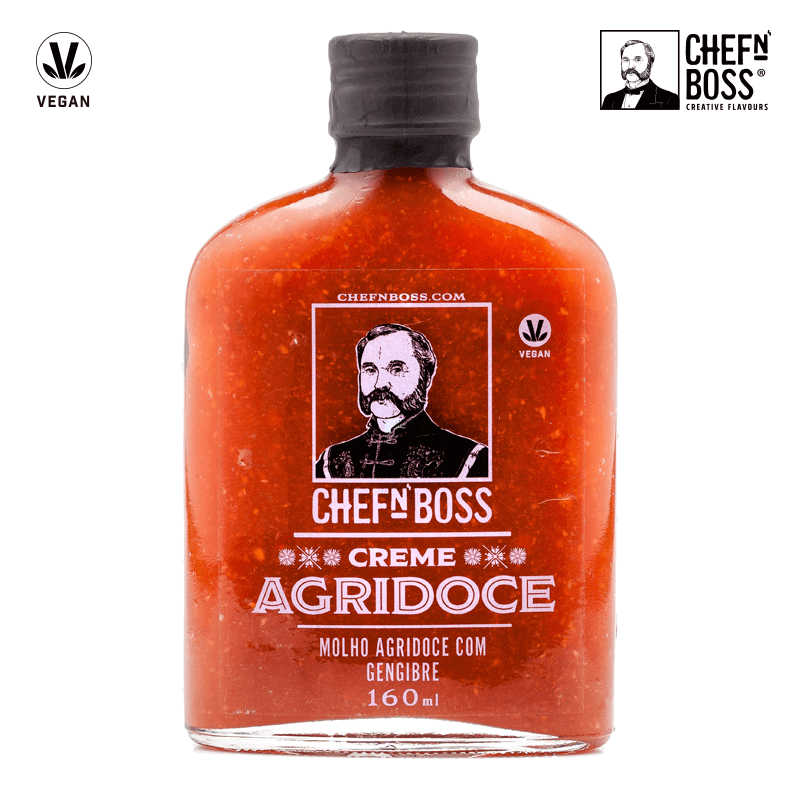 VEGAN
CHEFN'
BOSS®
CREATIVE FLAVOURS
CHEFNBOSS.COM
VEGAN
CHEFN'BOSS
CREME
AGRIDOCE
MOLHO AGRIDOCE COM
GENGIBRE
160ml